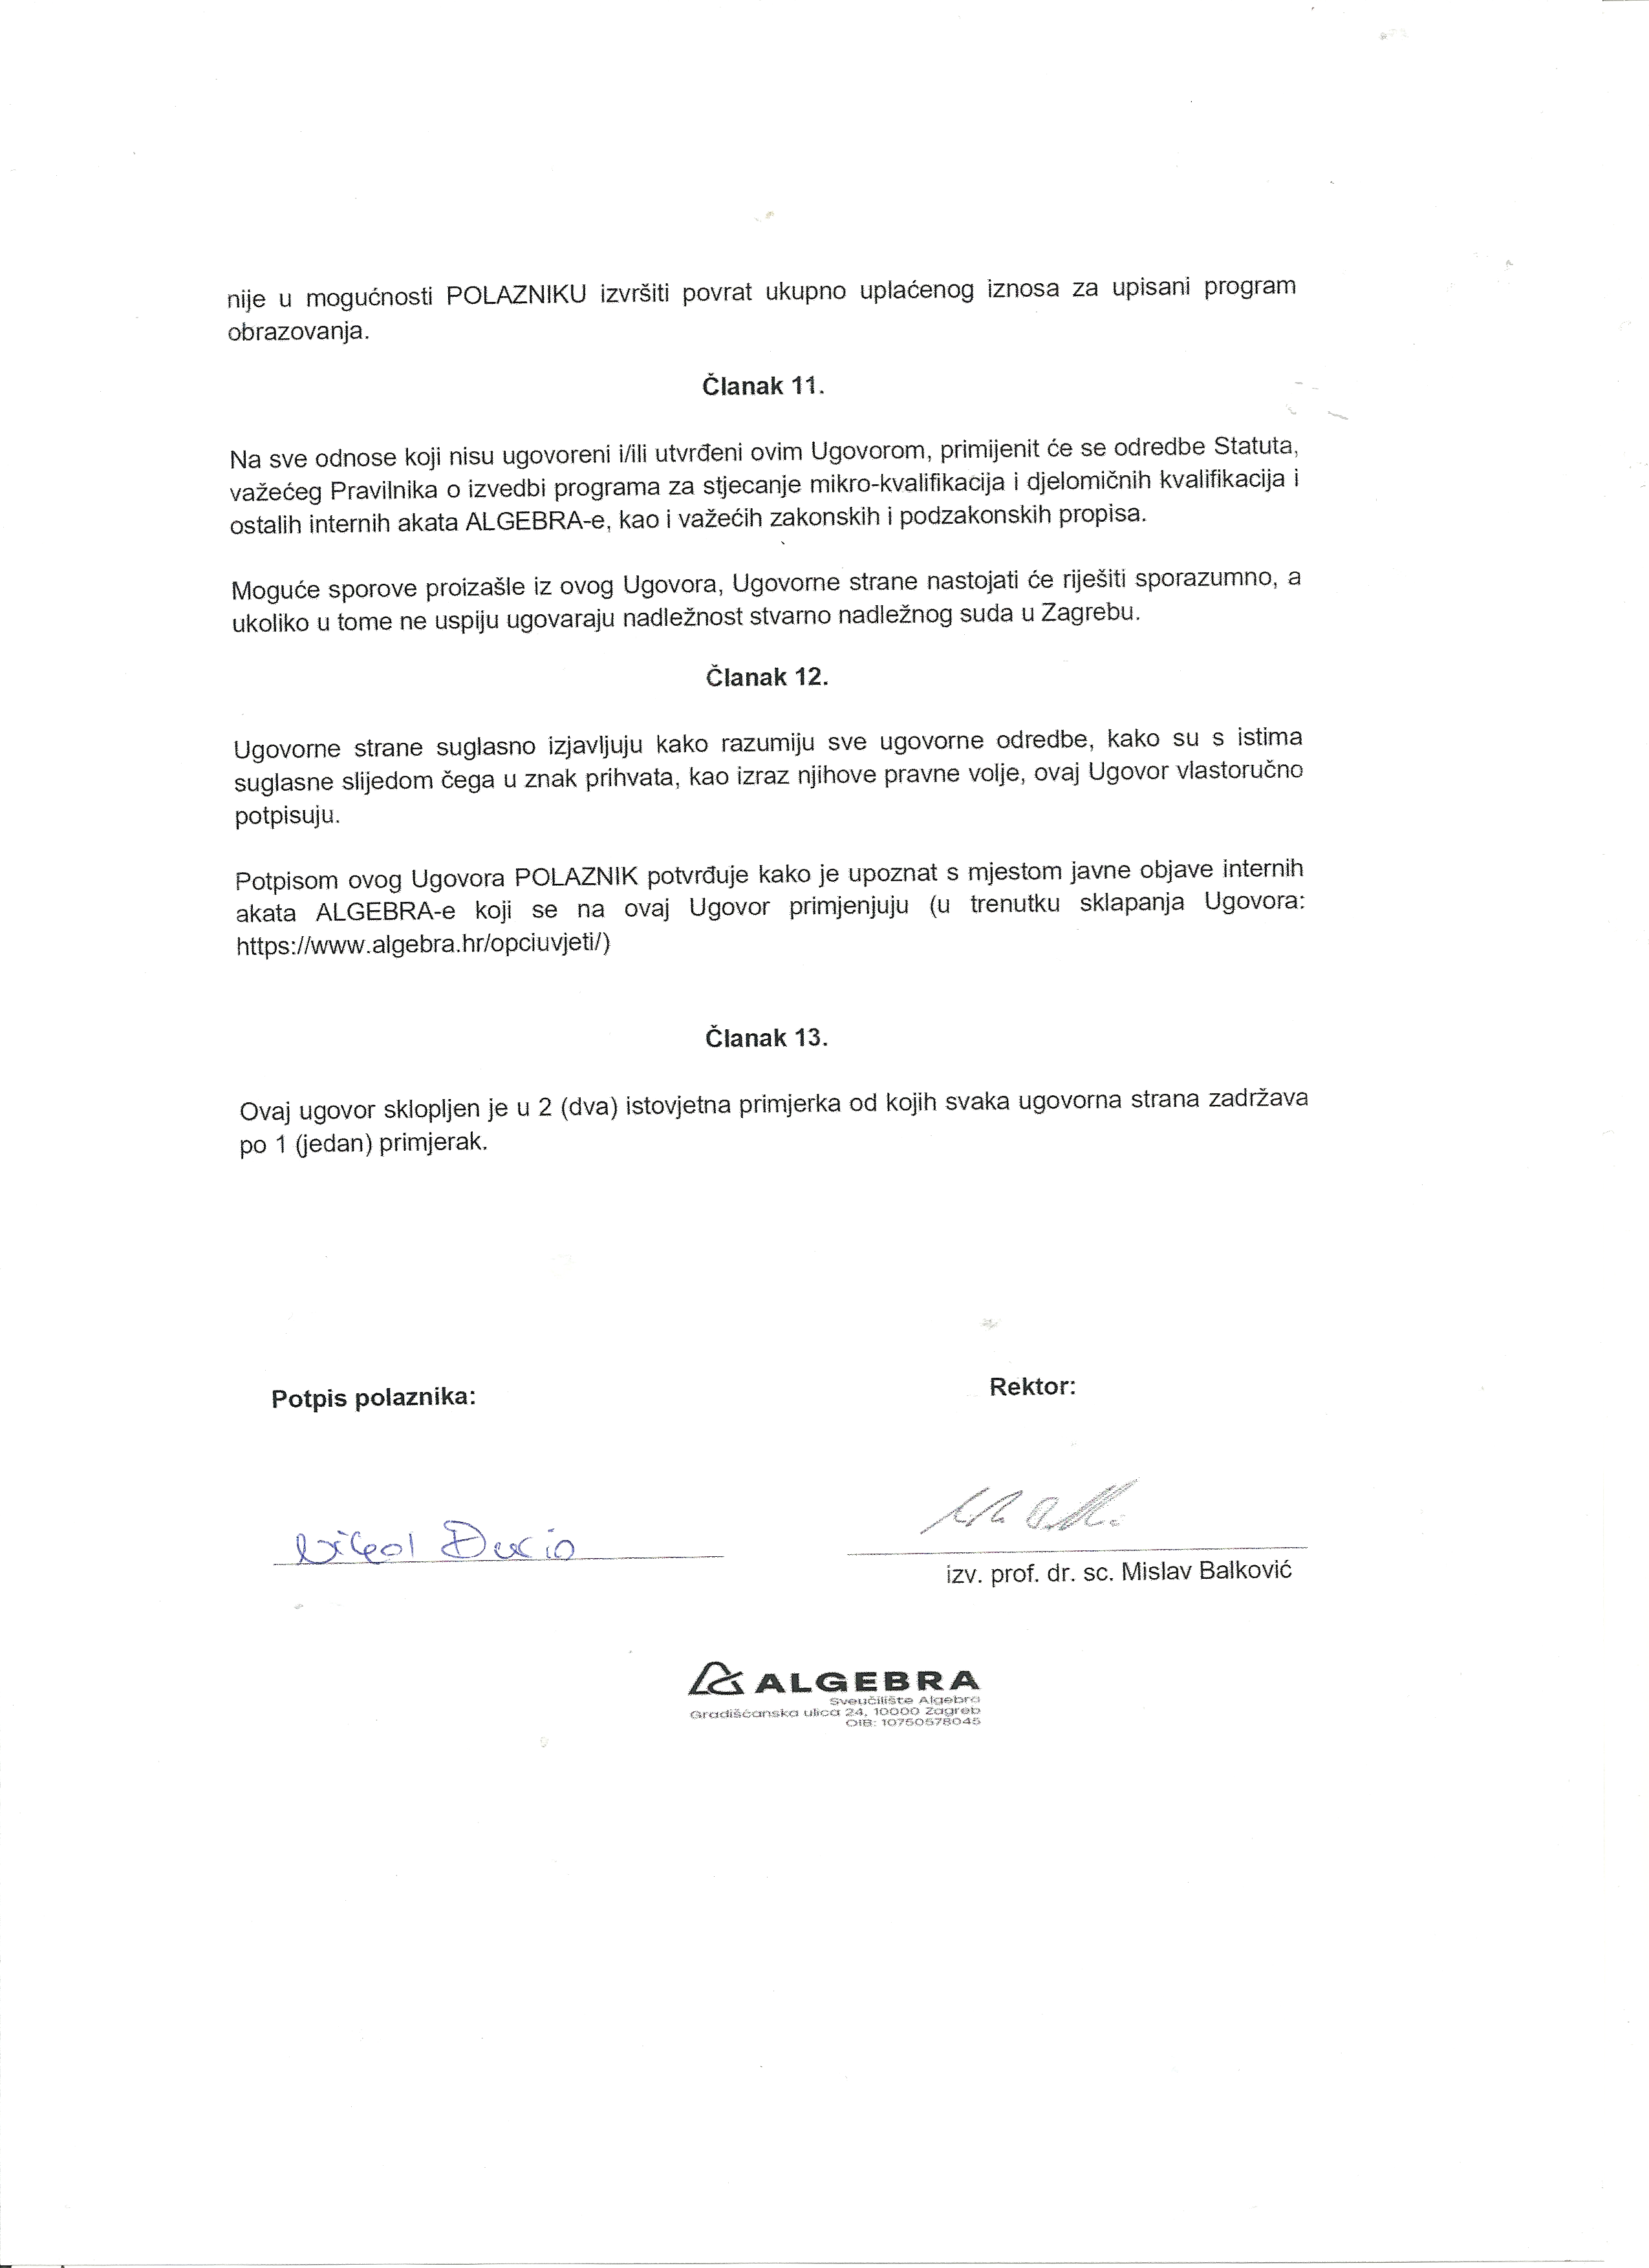 nije u mogućnosti POLAZNIKU izvršiti povrat ukupno uplaćenog iznosa za upisani program
obrazovanja.
Članak 11.
Na sve odnose koji nisu ugovoreni i/ili utvrđeni ovim Ugovorom, primijenit će se odredbe Statuta,
važećeg Pravilnika o izvedbi programa za stjecanje mikro-kvalifikacija i djelomičnih kvalifikacija i
ostalih internih akata ALGEBRA-e, kao i važećih zakonskih i podzakonskih propisa.
Moguće sporove proizašle iz ovog Ugovora, Ugovorne strane nastojati će riješiti sporazumno, a
ukoliko u tome ne uspiju ugovaraju nadležnost stvarno nadležnog suda u Zagrebu.
Članak 12.
Ugovorne strane suglasno izjavljuju kako razumiju sve ugovorne odredbe, kako su s istima
suglasne slijedom čega u znak prihvata, kao izraz njihove pravne volje, ovaj Ugovor vlastoručno
potpisuju.
Potpisom ovog Ugovora POLAZNIK potvrđuje kako je upoznat s mjestom javne objave internih
akata ALGEBRA-e koji se na ovaj Ugovor primjenjuju (u trenutku sklapanja Ugovora:
https://www.algebra.hr/opciuvjeti/)
Članak 13.
Ovaj ugovor sklopljen je u 2 (dva) istovjetna primjerka od kojih svaka ugovorna strana zadržava
po 1 (jedan) primjerak.
Potpis polaznika:
Rektor:
izv. prof. dr. sc. Mislav Balković
ALGEBRA
Sveučilište Algebra
Gradišćanska ulica 24, 10000 Zagreb
OIB: 10750578045